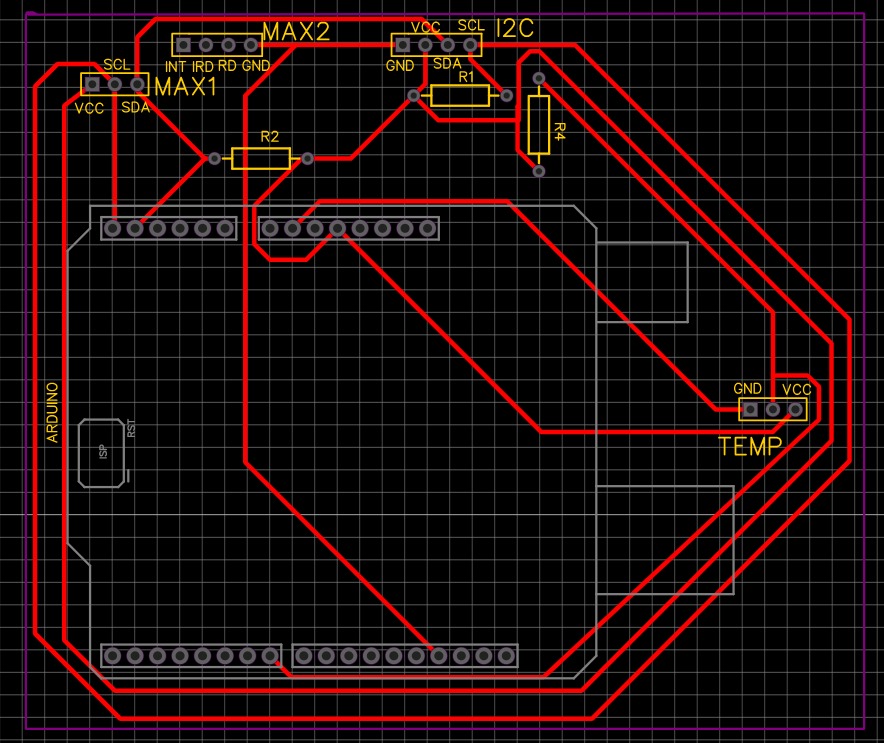 MAX2
VCC SCL
I2C
INT IRD RD GND
GND SDA
SCL
MAX1
VCC SDA
R1
R2
R4
ARDUINO
RST
ISP
GND VCC
TEMP